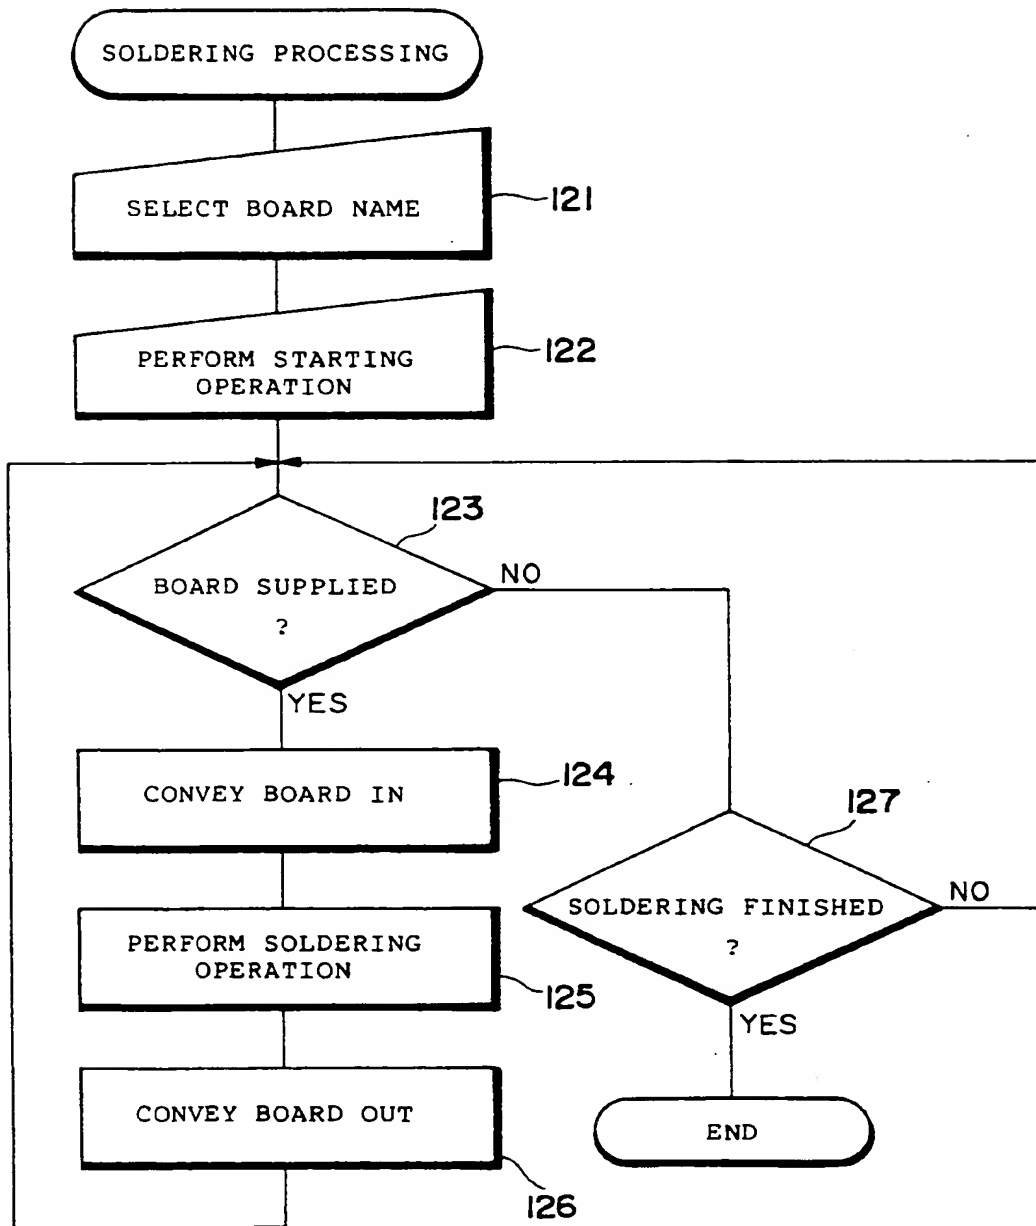 SOLDERING PROCESSING
SELECT BOARD NAME
121
PERFORM STARTING
OPERATION
122
123
BOARD SUPPLIED
?
NO
YES
CONVEY BOARD IN
124
PERFORM SOLDERING
OPERATION
125
CONVEY BOARD OUT
126
127
SOLDERING FINISHED
?
NO
YES
END